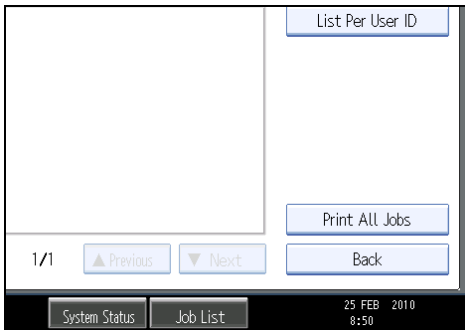 List Per User ID
Print All Jobs
1/1 ▲ Previous ▼ Next Back
System Status Job List 25 FEB 2010
8:50